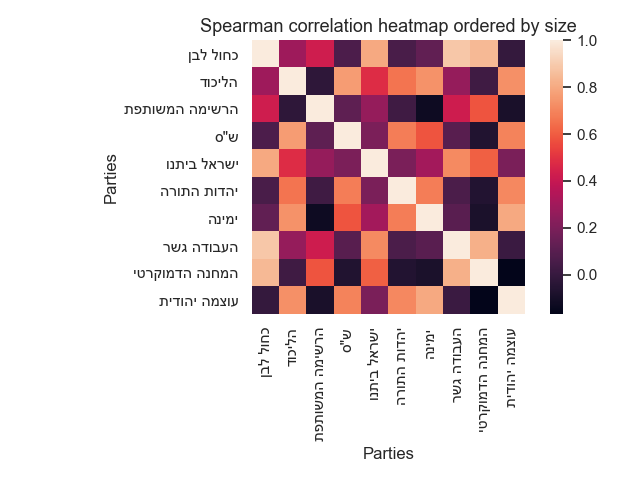 Spearman correlation heatmap ordered by size
Parties
כחול לבן
הליכוד
הרשימה המשותפת
ש"ס
ישראל ביתנו
יהדות התורה
ימינה
העבודה גשר
המחנה הדמוקרטי
עוצמה יהודית
1.0
0.8
0.6
0.4
0.2
0.0
כחול לבן
הליכוד
הרשימה המשותפת
ש"ס
ישראל ביתנו
יהדות התורה
ימינה
העבודה גשר
המחנה הדמוקרטי
עוצמה יהודית
Parties